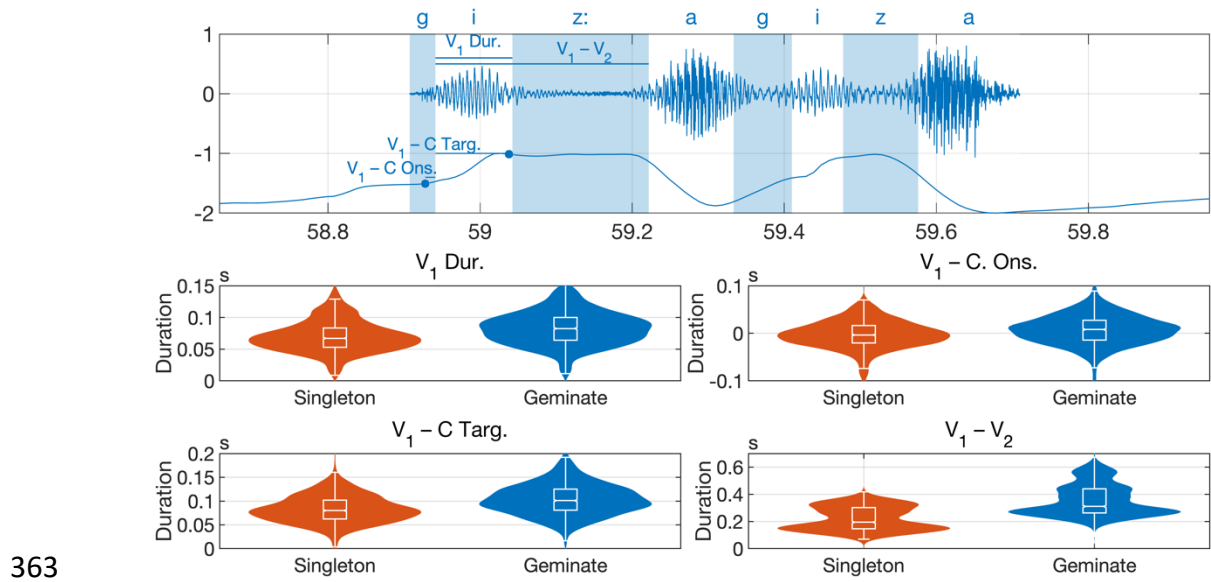 g i z: a g i z a
V1 Dur.
V1 – V2
V1 – C Targ.
V1 – C Ons.
1
0
-1
-2
58.8 59 59.2 59.4 59.6 59.8
V1 Dur.
s
Duration
0.15
0.1
0.05
0
Singleton Geminate
V1 – C. Ons.
s
Duration
0.1
0
-0.1
Singleton Geminate
V1 – C Targ.
s
Duration
0.2
0.15
0.1
0.05
0
Singleton Geminate
V1 – V2
s
Duration
0.6
0.4
0.2
0
Singleton Geminate
363